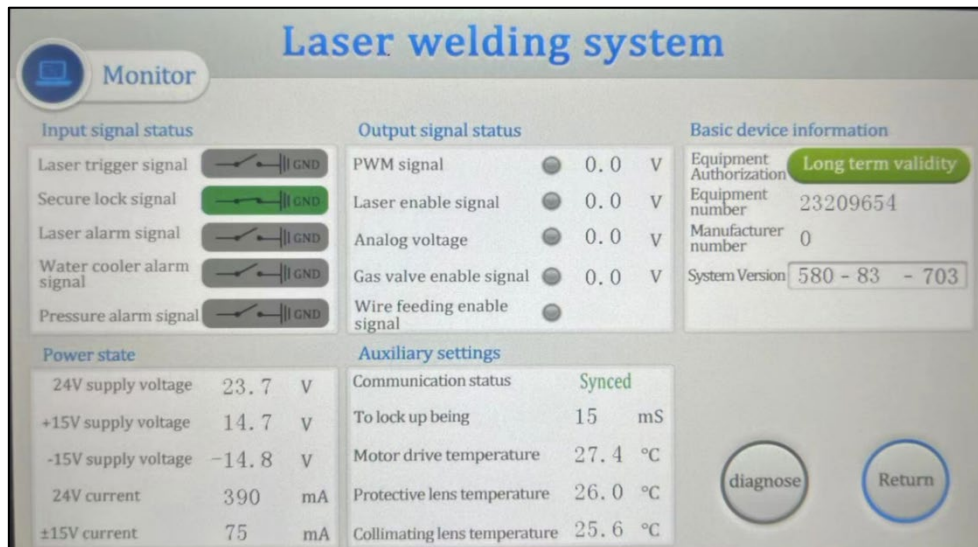 Laser welding system
Monitor
Input signal status
Laser trigger signal GND
Secure lock signal GND
Laser alarm signal GND
Water cooler alarm
signal GND
Pressure alarm signal GND
Output signal status
PWM signal 0.0 V
Laser enable signal 0.0 V
Analog voltage 0.0 V
Gas valve enable signal 0.0 V
Wire feeding enable
signal
Basic device information
Equipment
Authorization Long term validity
Equipment
number 23209654
Manufacturer
number 0
System Version 580 - 83 - 703
Power state
24V supply voltage 23.7 V
+15V supply voltage 14.7 V
-15V supply voltage -14.8 V
24V current 390 mA
±15V current 75 mA
Auxiliary settings
Communication status Synced
To lock up being 15 mS
Motor drive temperature 27.4 °C
Protective lens temperature 26.0 °C
Collimating lens temperature 25.6 °C
diagnose
Return